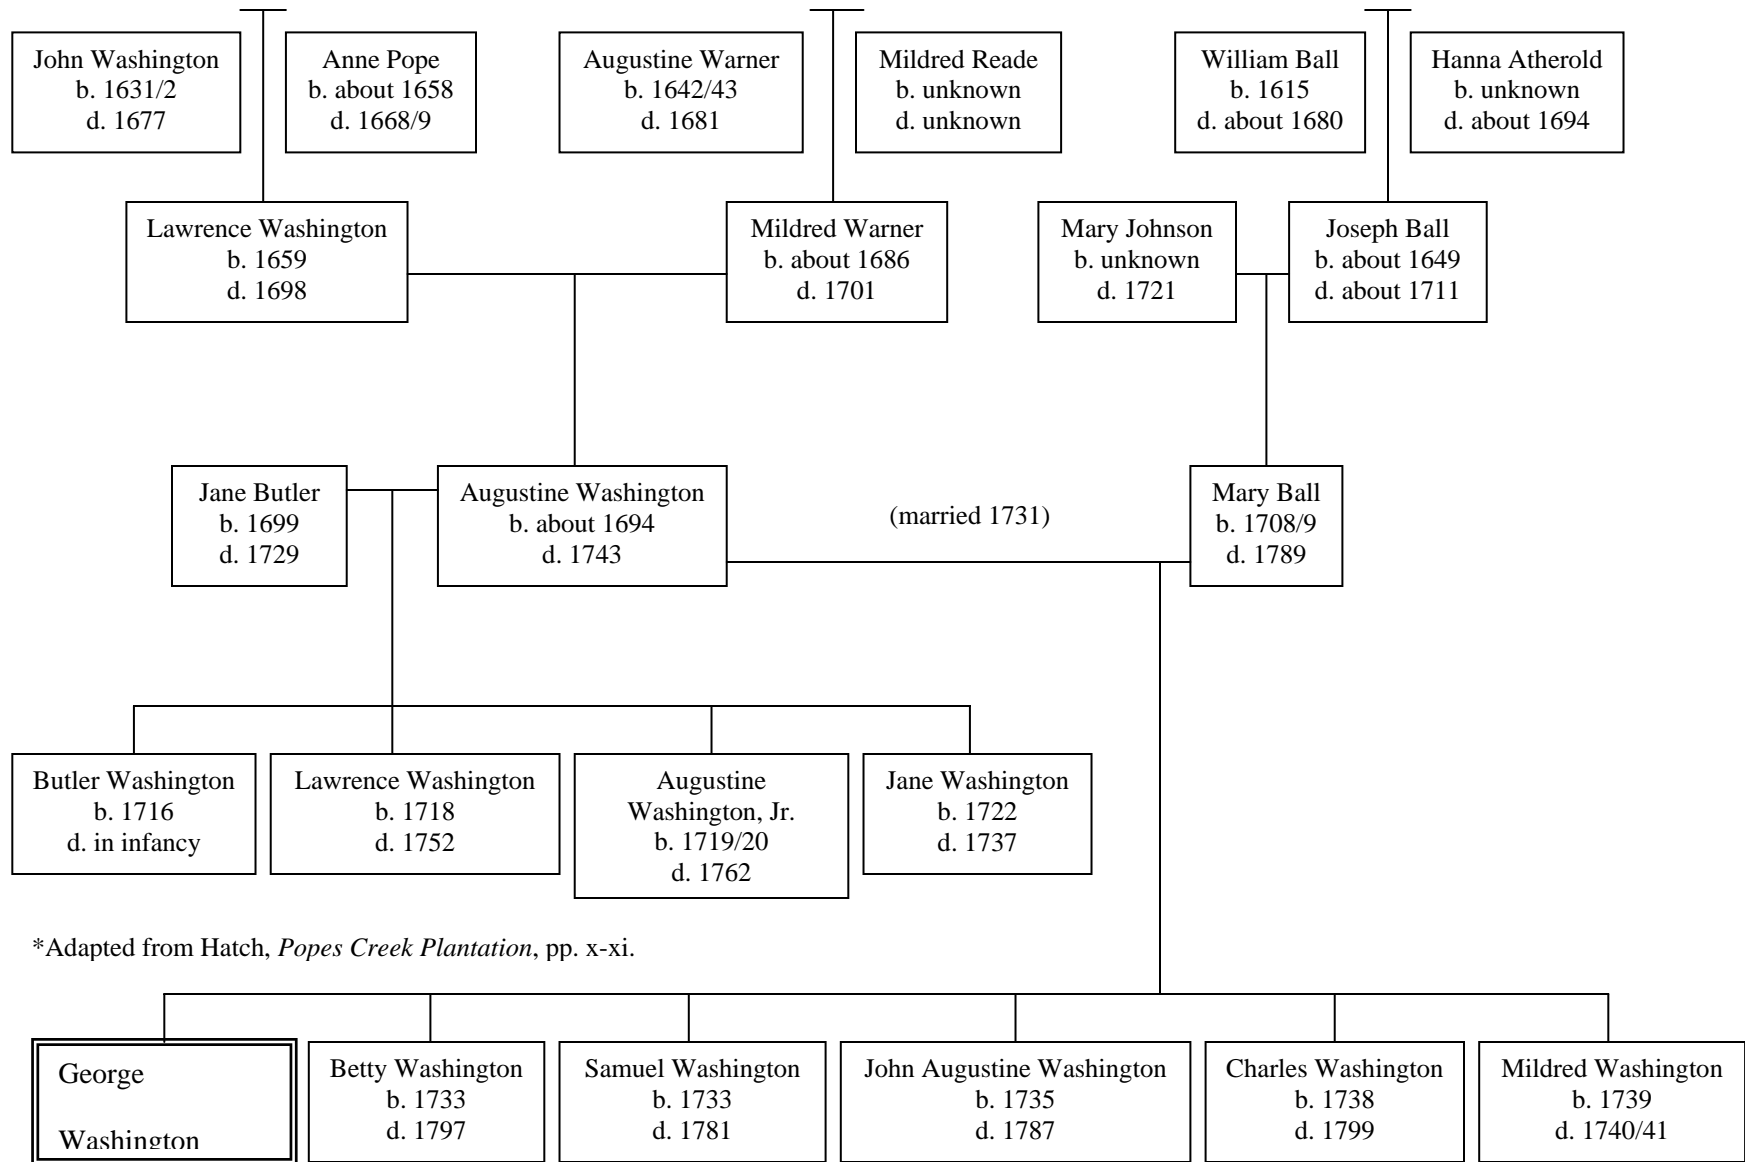 John Washington
b. 1631/2
d. 1677
Anne Pope
b. about 1658
d. 1668/9
Augustine Warner
b. 1642/43
d. 1681
Mildred Reade
b. unknown
d. unknown
William Ball
b. 1615
d. about 1680
Hanna Atherold
b. unknown
d. about 1694
Lawrence Washington
b. 1659
d. 1698
Mildred Warner
b. about 1686
d. 1701
Mary Johnson
b. unknown
d. 1721
Joseph Ball
b. about 1649
d. about 1711
Jane Butler
b. 1699
d. 1729
Augustine Washington
b. about 1694
d. 1743
(married 1731)
Mary Ball
b. 1708/9
d. 1789
Butler Washington
b. 1716
d. in infancy
Lawrence Washington
b. 1718
d. 1752
Augustine
Washington, Jr.
b. 1719/20
d. 1762
Jane Washington
b. 1722
d. 1737
*Adapted from Hatch, Popes Creek Plantation, pp. x-xi.
George
Washington
Betty Washington
b. 1733
d. 1797
Samuel Washington
b. 1733
d. 1781
John Augustine Washington
b. 1735
d. 1787
Charles Washington
b. 1738
d. 1799
Mildred Washington
b. 1739
d. 1740/41